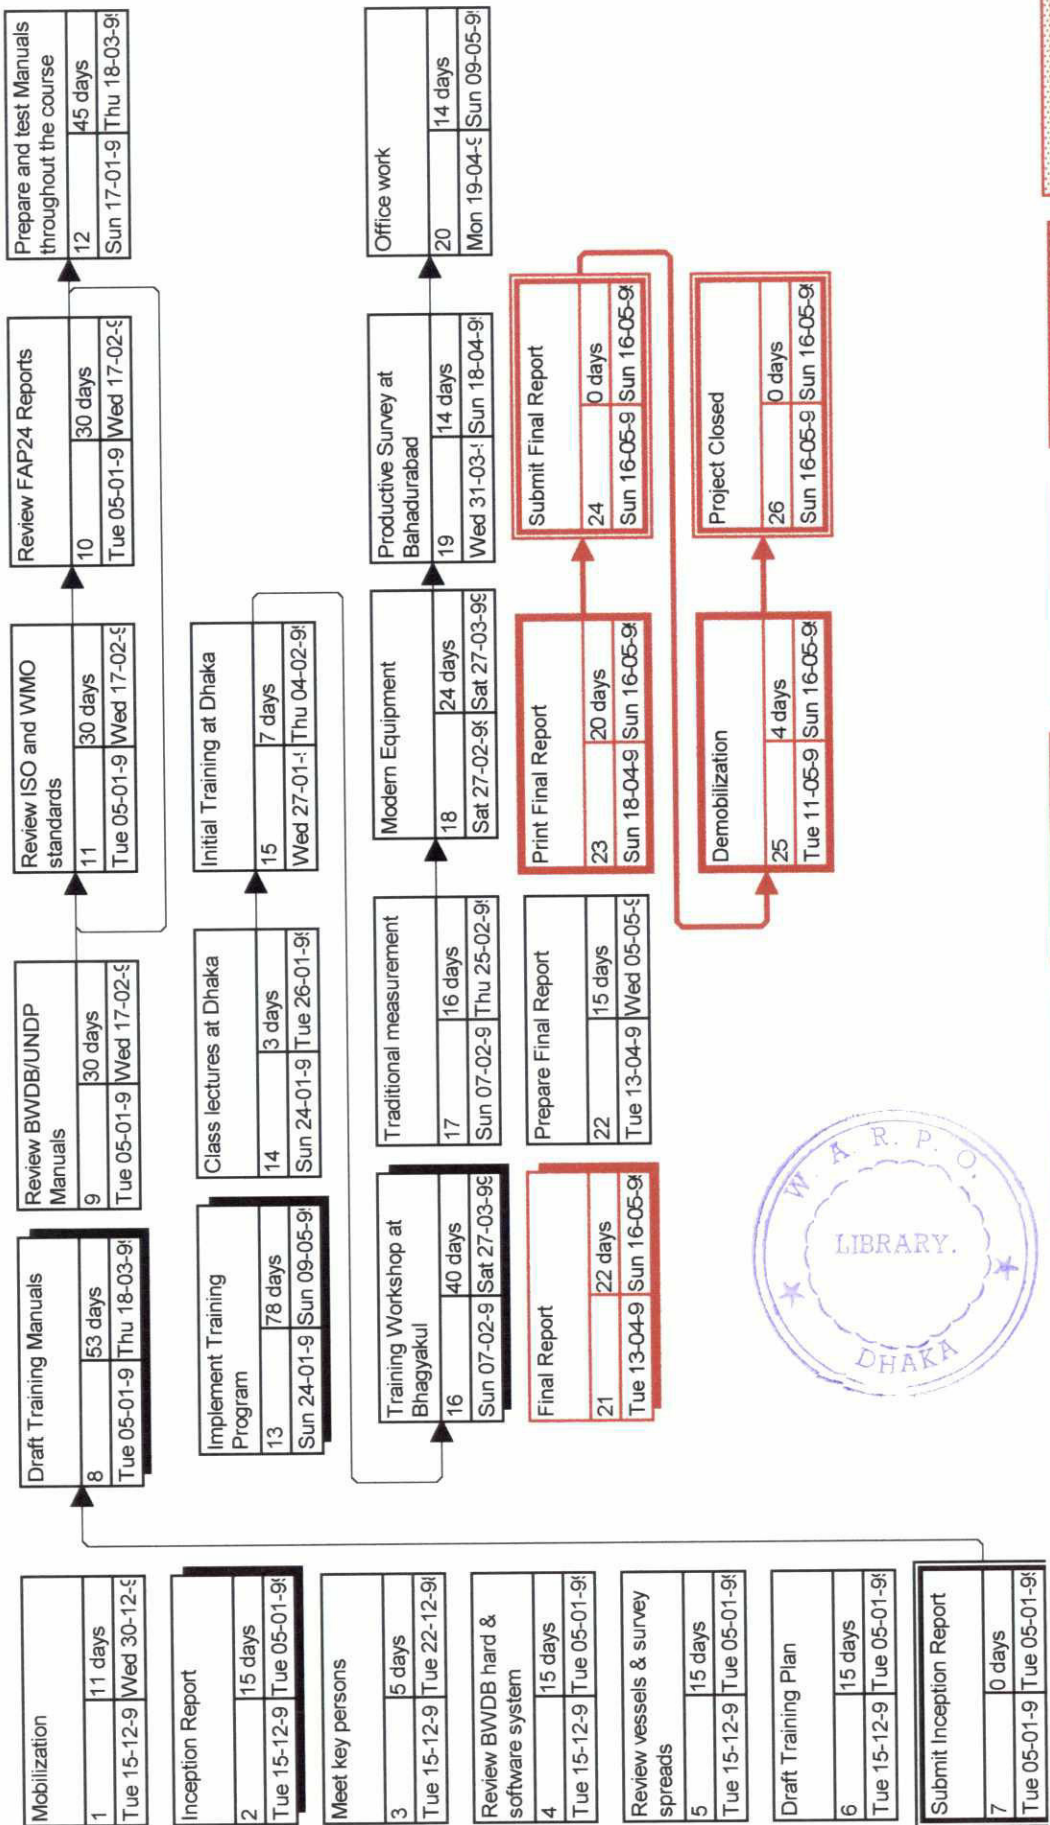 Mobilization
1 11 days
Tue 15-12-9 Wed 30-12-9
Inception Report
2 15 days
Tue 15-12-9 Tue 05-01-9
Meet key persons
3 5 days
Tue 15-12-9 Tue 22-12-98
Review BWDB hard &
software system
4 15 days
Tue 15-12-9 Tue 05-01-9
Review vessels & survey
spreads
5 15 days
Tue 15-12-9 Tue 05-01-9
Draft Training Plan
6 15 days
Tue 15-12-9 Tue 05-01-9
Submit Inception Report
7 0 days
Tue 05-01-9 Tue 05-01-9
Draft Training Manuals
8 53 days
Tue 05-01-9 Thu 18-03-9
Review BWDB/UNDP
Manuals
9 30 days
Tue 05-01-9 Wed 17-02-9
Review ISO and WMO
standards
11 30 days
Tue 05-01-9 Wed 17-02-9
Review FAP24 Reports
10 30 days
Tue 05-01-9 Wed 17-02-9
Prepare and test Manuals
throughout the course
12 45 days
Sun 17-01-9 Thu 18-03-9
Implement Training
Program
13 78 days
Sun 24-01-9 Sun 09-05-9
Class lectures at Dhaka
14 3 days
Sun 24-01-9 Tue 26-01-9
Initial Training at Dhaka
15 7 days
Wed 27-01- Thu 04-02-9
Training Workshop at
Bhagyakul
16 40 days
Sun 07-02-9 Sat 27-03-99
Traditional measurement
17 16 days
Sun 07-02-9 Thu 25-02-9
Modern Equipment
18 24 days
Sat 27-02-9 Sat 27-03-99
Productive Survey at
Bahadurabad
19 14 days
Wed 31-03- Sun 18-04-9
Office work
20 14 days
Mon 19-04-9 Sun 09-05-9
Final Report
21 22 days
Tue 13-04-9 Sun 16-05-9
Prepare Final Report
22 15 days
Tue 13-04-9 Wed 05-05-9
Print Final Report
23 20 days
Sun 18-04-9 Sun 16-05-9
Submit Final Report
24 0 days
Sun 16-05-9 Sun 16-05-9
Demobilization
25 4 days
Tue 11-05-9 Sun 16-05-9
Project Closed
26 0 days
Sun 16-05-9 Sun 16-05-9
W. A. R. P. O.
LIBRARY.
DHAKA